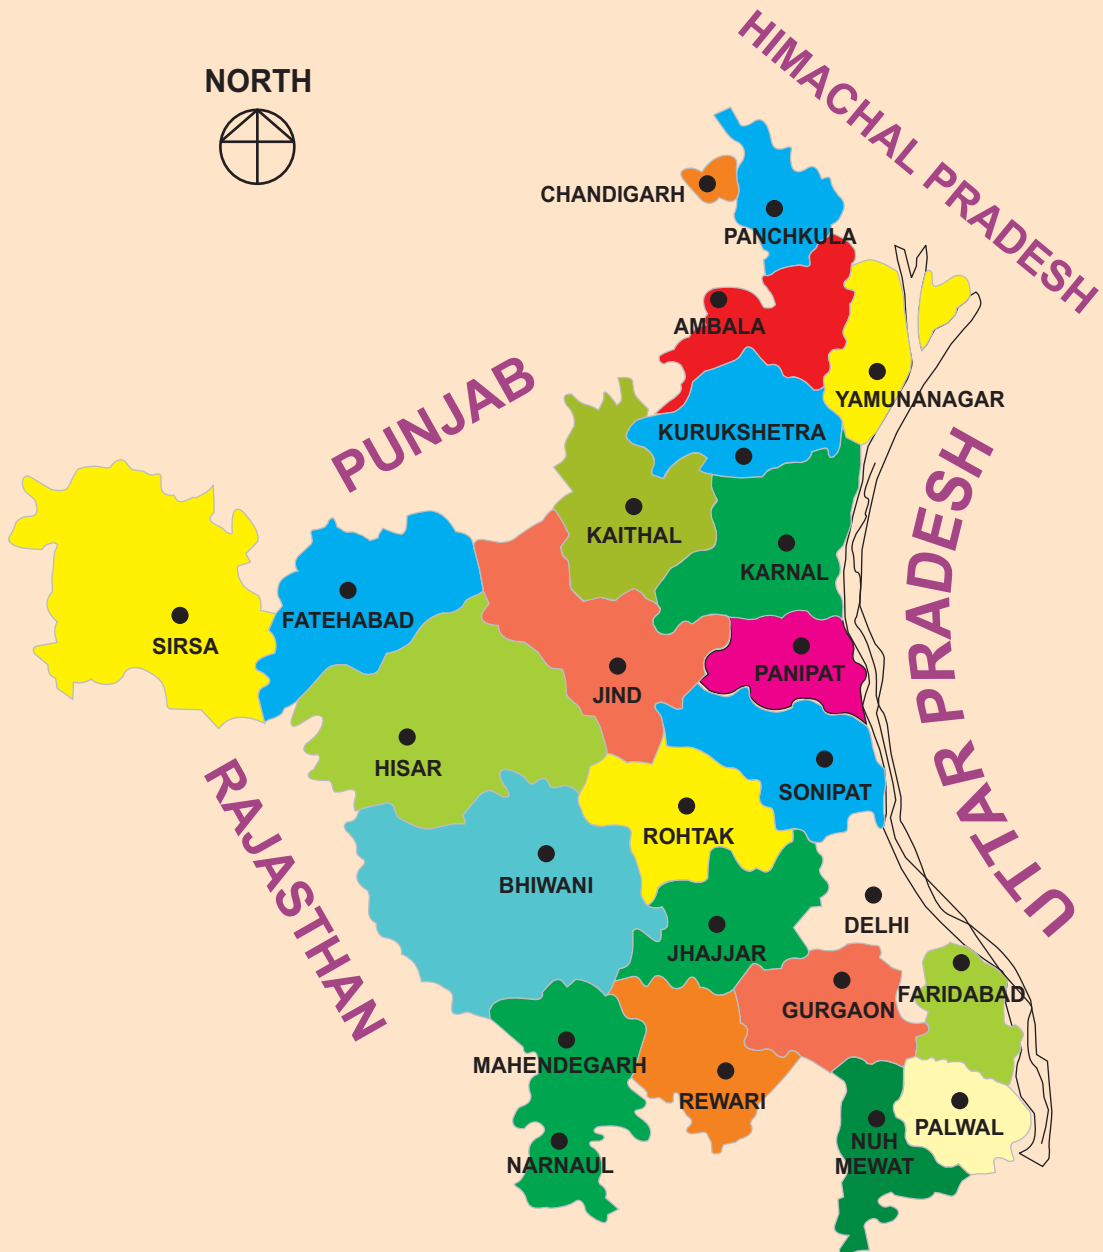 NORTH
HIMACHAL PRADESH
CHANDIGARH
PANCHKULA
AMBALA
PUNJAB
YAMUNANAGAR
KURUKSHETRA
KAITHAL
KARNAL
UTTAR PRADESH
FATEHABAD
SIRSA
PANIPAT
JIND
HISAR
SONIPAT
RAJASTHAN
ROHTAK
BHIWANI
DELHI
JHAJJAR
FARIDABAD
GURGAON
MAHENDEGARH
REWARI
PALWAL
NUH
MEWAT
NARNAUL